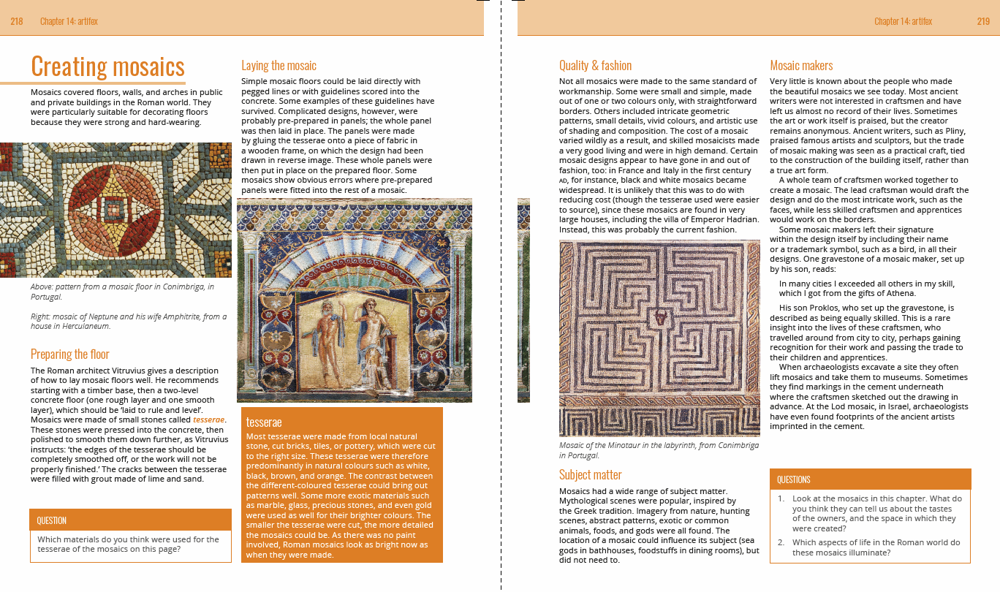 218
Chapter 14: artifex
Creating mosaics
Mosaics covered floors, walls, and arches in public
and private buildings in the Roman world. They
were particularly suitable for decorating floors
because they were strong and hard-wearing.
Above: pattern from a mosaic floor in Conimbriga, in
Portugal.
Right: mosaic of Neptune and his wife Amphitrite, from a
house in Herculaneum.
Preparing the floor
The Roman architect Vitruvius gives a description
of how to lay mosaic floors well. He recommends
starting with a timber base, then a two-level
concrete floor (one rough layer and one smooth
layer), which should be ‘laid to rule and level’.
Mosaics were made of small stones called tesserae.
These stones were pressed into the concrete, then
polished to smooth them down further, as Vitruvius
instructs: ‘the edges of the tesserae should be
completely smoothed off, or the work will not be
properly finished.’ The cracks between the tesserae
were filled with grout made of lime and sand.
QUESTION
Which materials do you think were used for the
tesserae of the mosaics on this page?
Laying the mosaic
Simple mosaic floors could be laid directly with
pegged lines or with guidelines scored into the
concrete. Some examples of these guidelines have
survived. Complicated designs, however, were
probably pre-prepared in panels; the whole panel
was then laid in place. The panels were made
by gluing the tesserae onto a piece of fabric in
a wooden frame, on which the design had been
drawn in reverse image. These whole panels were
then put in place on the prepared floor. Some
mosaics show obvious errors where pre-prepared
panels were fitted into the rest of a mosaic.
tesserae
Most tesserae were made from local natural
stone, cut bricks, tiles, or pottery, which were cut
to the right size. These tesserae were therefore
predominantly in natural colours such as white,
black, brown, and orange. The contrast between
the different-coloured tesserae could bring out
patterns well. Some more exotic materials such
as marble, glass, precious stones, and even gold
were used as well for their brighter colours. The
smaller the tesserae were cut, the more detailed
the mosaics could be. As there was no paint
involved, Roman mosaics look as bright now as
when they were made.
Chapter 14: artifex
219
Quality & fashion
Not all mosaics were made to the same standard of
workmanship. Some were small and simple, made
out of one or two colours only, with straightforward
borders. Others included intricate geometric
patterns, small details, vivid colours, and artistic use
of shading and composition. The cost of a mosaic
varied wildly as a result, and skilled mosaicists made
a very good living and were in high demand. Certain
mosaic designs appear to have gone in and out of
fashion, too: in France and Italy in the first century
AD, for instance, black and white mosaics became
widespread. It is unlikely that this was to do with
reducing cost (though the tesserae used were easier
to source), since these mosaics are found in very
large houses, including the villa of Emperor Hadrian.
Instead, this was probably the current fashion.
Mosaic of the Minotaur in the labyrinth, from Conimbriga
in Portugal.
Subject matter
Mosaics had a wide range of subject matter.
Mythological scenes were popular, inspired by
the Greek tradition. Imagery from nature, hunting
scenes, abstract patterns, exotic or common
animals, foods, and gods were all found. The
location of a mosaic could influence its subject (sea
gods in bathhouses, foodstuffs in dining rooms), but
did not need to.
Mosaic makers
Very little is known about the people who made
the beautiful mosaics we see today. Most ancient
writers were not interested in craftsmen and have
left us almost no record of their lives. Sometimes
the art or work itself is praised, but the creator
remains anonymous. Ancient writers, such as Pliny,
praised famous artists and sculptors, but the trade
of mosaic making was seen as a practical craft, tied
to the construction of the building itself, rather than
a true art form.
A whole team of craftsmen worked together to
create a mosaic. The lead craftsman would draft the
design and do the most intricate work, such as the
faces, while less skilled craftsmen and apprentices
would work on the borders.
Some mosaic makers left their signature
within the design itself by including their name
or a trademark symbol, such as a bird, in all their
designs. One gravestone of a mosaic maker, set up
by his son, reads:
In many cities I exceeded all others in my skill,
which I got from the gifts of Athena.
His son Proklos, who set up the gravestone, is
described as being equally skilled. This is a rare
insight into the lives of these craftsmen, who
travelled around from city to city, perhaps gaining
recognition for their work and passing the trade to
their children and apprentices.
When archaeologists excavate a site they often
lift mosaics and take them to museums. Sometimes
they find markings in the cement underneath
where the craftsmen sketched out the drawing in
advance. At the Lod mosaic, in Israel, archaeologists
have even found footprints of the ancient artists
imprinted in the cement.
QUESTIONS
1. Look at the mosaics in this chapter. What do
you think they can tell us about the tastes
of the owners, and the space in which they
were created?
2. Which aspects of life in the Roman world do
these mosaics illuminate?